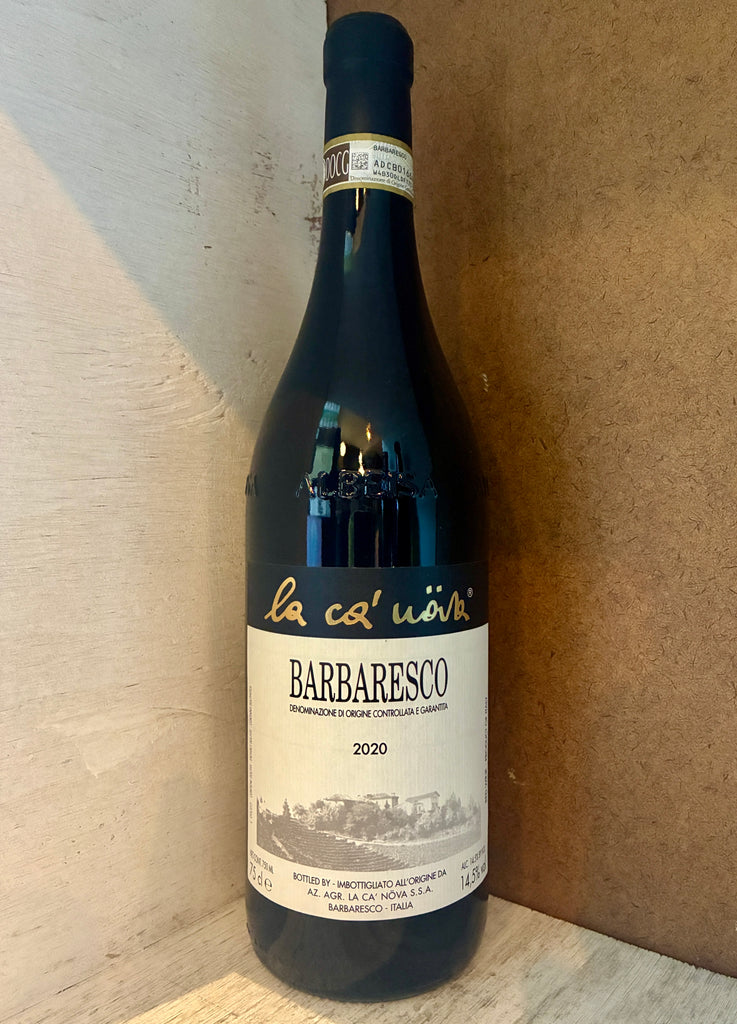 DOCG
BARBARESCO
ALBEISA
la ca' növa®
BARBARESCO
DENOMINAZIONE DI ORIGINE CONTROLLATA E GARANTITA
2020
75 cl e
14,5% vol
BOTTLED BY - IMBOTTIGLIATO ALL'ORIGINE DA
AZ. AGR. LA CA' NÖVA S.S.A.
BARBARESCO - ITALIA